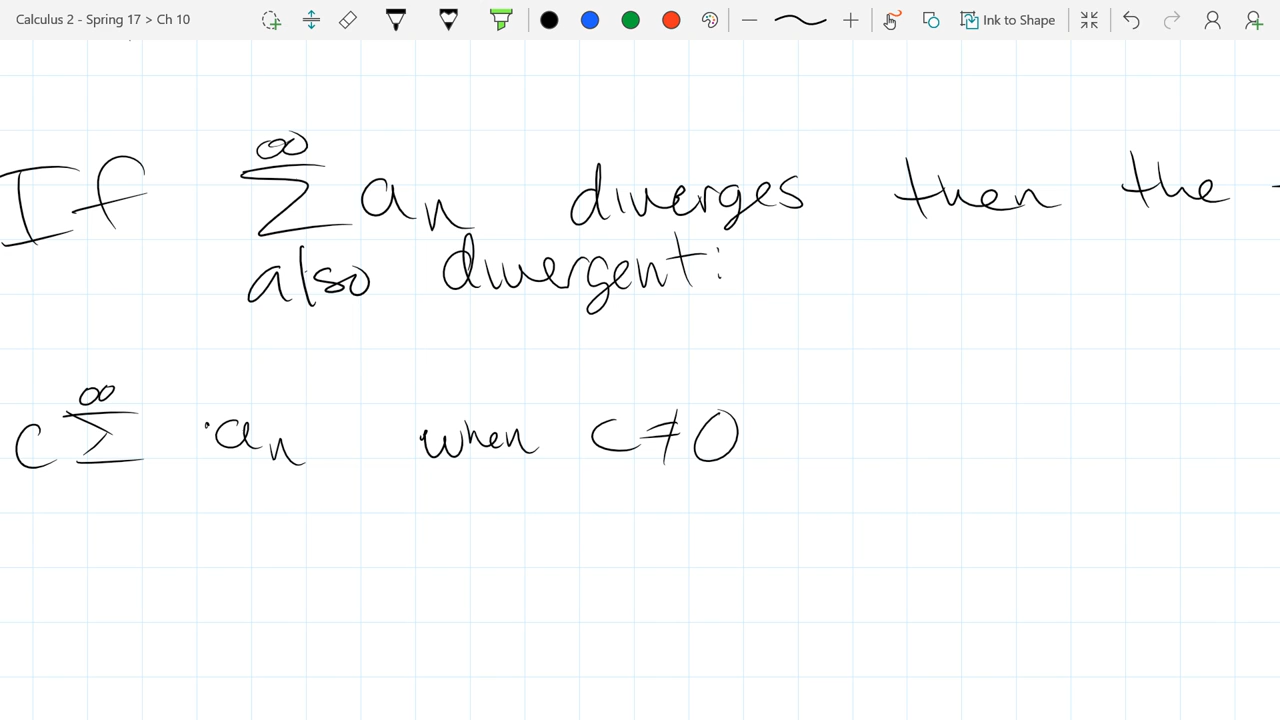 Calculus 2 - Spring 17 > Ch 10
Ink to Shape
If ∞ Σ aₙ diverges then the
also divergent:
c ∞ Σ aₙ when c ≠ 0